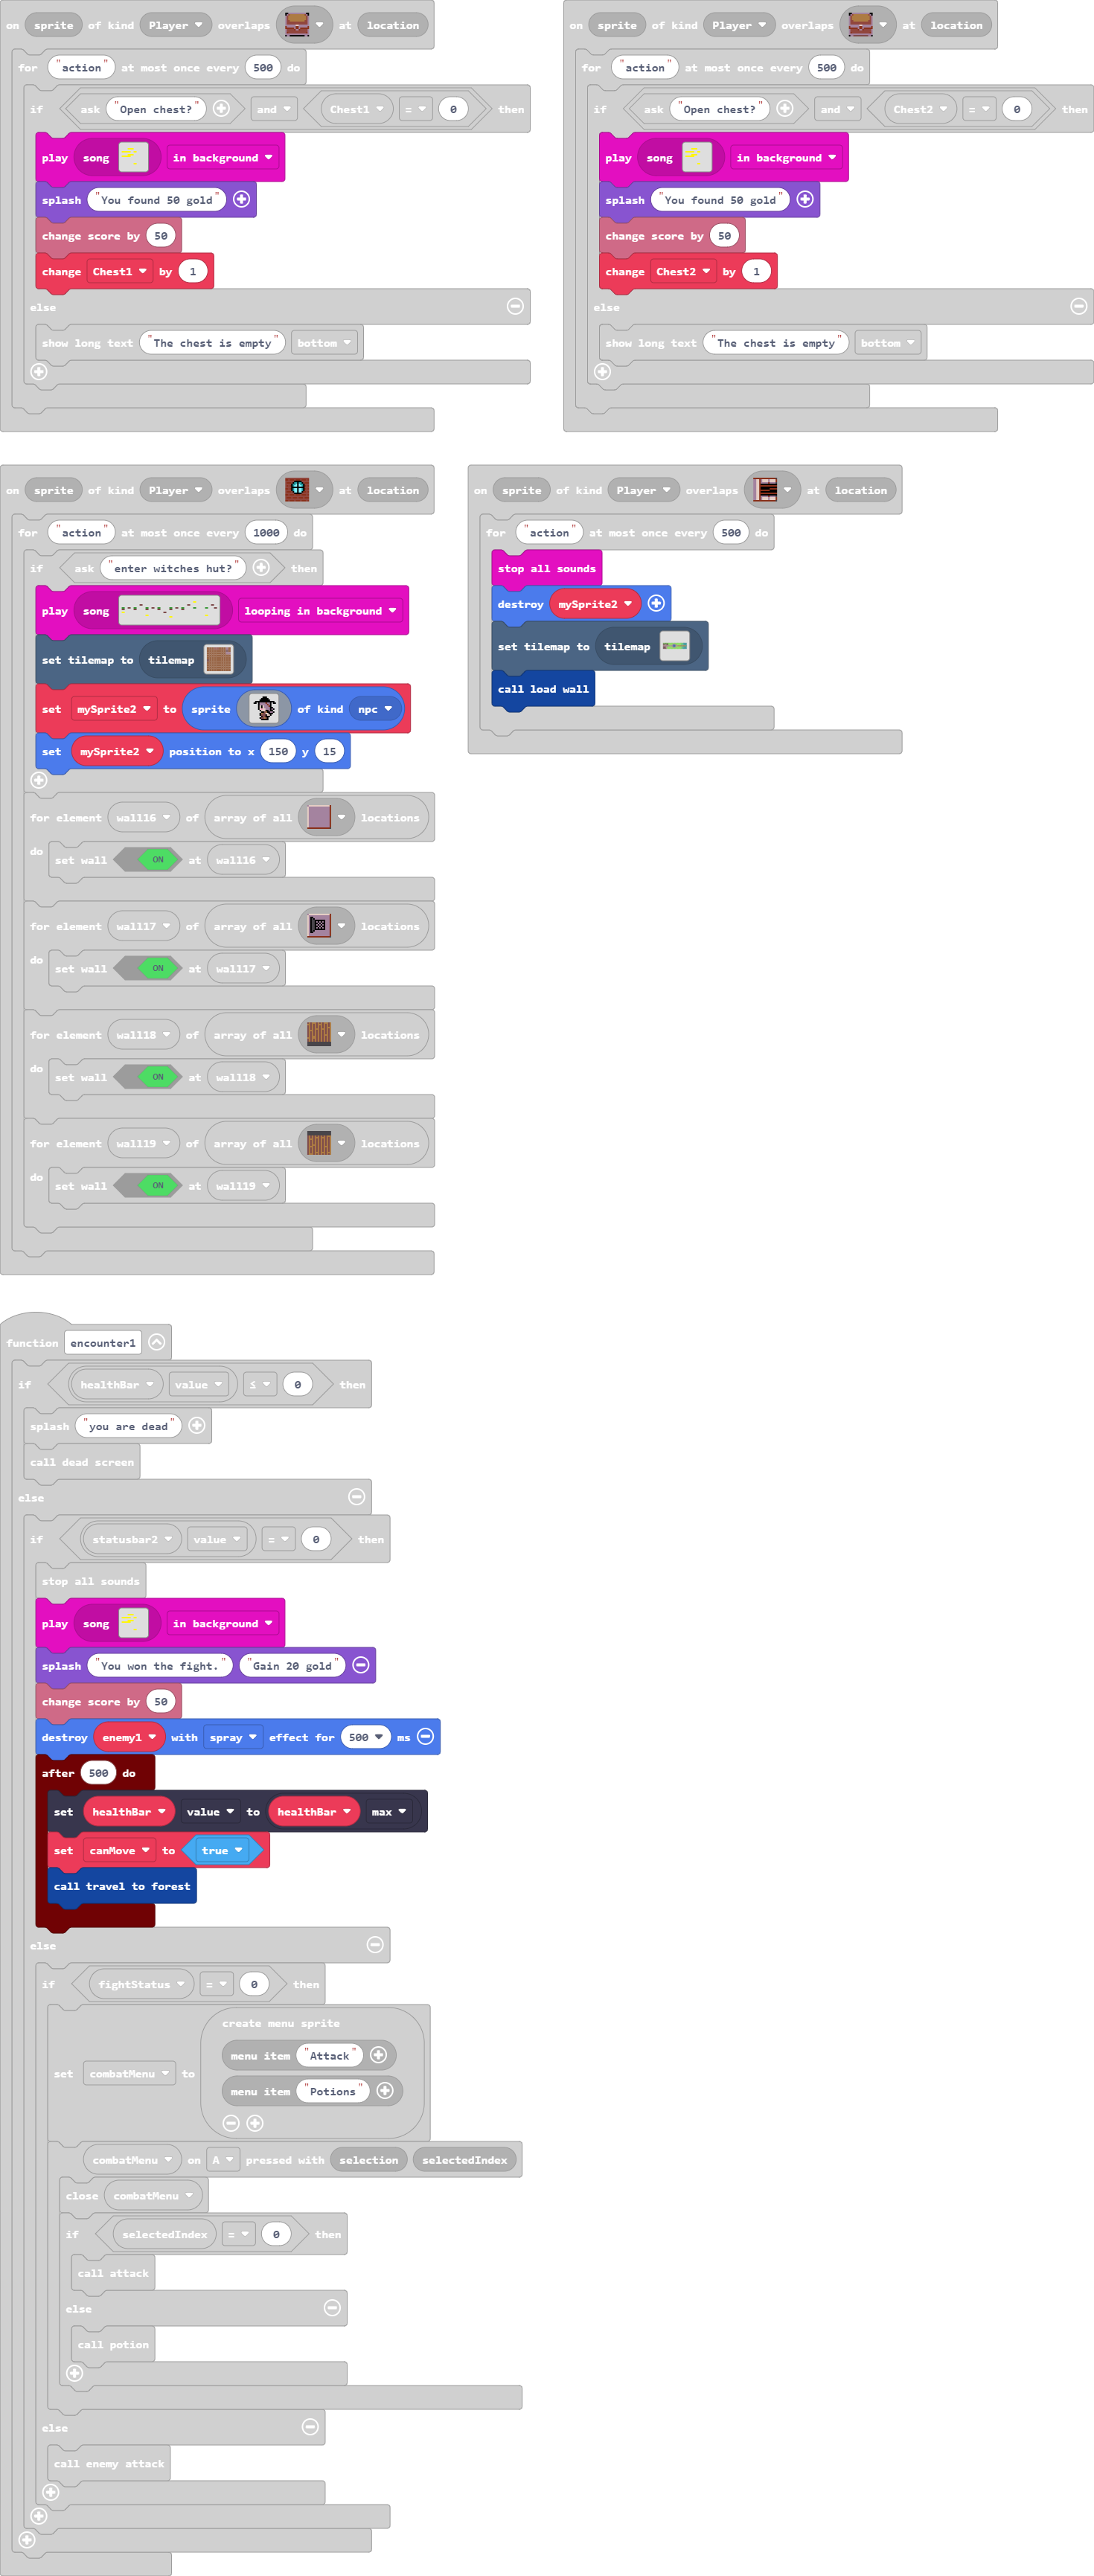 on sprite of kind Player overlaps at location
for "action" at most once every 500 do
if ask "Open chest?" and Chest1 = 0 then
play song in background
splash "You found 50 gold"
change score by 50
change Chest1 by 1
else
show long text "The chest is empty" bottom
on sprite of kind Player overlaps at location
for "action" at most once every 500 do
if ask "Open chest?" and Chest2 = 0 then
play song in background
splash "You found 50 gold"
change score by 50
change Chest2 by 1
else
show long text "The chest is empty" bottom
on sprite of kind Player overlaps at location
for "action" at most once every 1000 do
if ask "enter witches hut?" then
play song looping in background
set tilemap to tilemap
set mySprite2 to sprite of kind npc
set mySprite2 position to x 150 y 15
for element wall16 of array of all locations
do set wall ON at wall16
for element wall17 of array of all locations
do set wall ON at wall17
for element wall18 of array of all locations
do set wall ON at wall18
for element wall19 of array of all locations
do set wall ON at wall19
on sprite of kind Player overlaps at location
for "action" at most once every 500 do
stop all sounds
destroy mySprite2
set tilemap to tilemap
call load wall
function encounter1
if healthBar value ≤ 0 then
splash "you are dead"
call dead screen
else
if statusbar2 value = 0 then
stop all sounds
play song in background
splash "You won the fight." "Gain 20 gold"
change score by 50
destroy enemy1 with spray effect for 500 ms
after 500 do
set healthBar value to healthBar max
set canMove to true
call travel to forest
else
if fightStatus = 0 then
set combatMenu to create menu sprite
menu item "Attack"
menu item "Potions"
combatMenu on A pressed with selection selectedIndex
close combatMenu
if selectedIndex = 0 then
call attack
else
call potion
else
call enemy attack